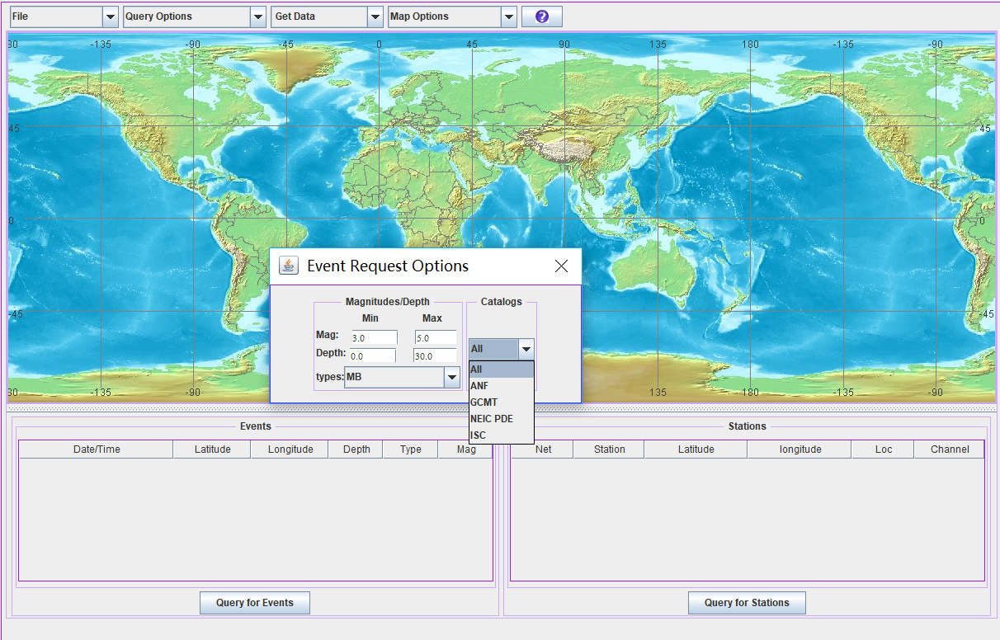 File Query Options Get Data Map Options ?
80 -135 -90 -45 0 45 90 135 180 -135 -90
45 45
0 0
-45 -45
Event Request Options
Magnitudes/Depth Catalogs
Min Max
Mag: 3.0 5.0
Depth: 0.0 30.0
All
types: MB
All
ANF
GCMT
NEIC PDE
ISC
80 -135 -90 135 180 -135 -90
Events Stations
Date/Time Latitude Longitude Depth Type Mag Net Station Latitude longitude Loc Channel
Query for Events Query for Stations